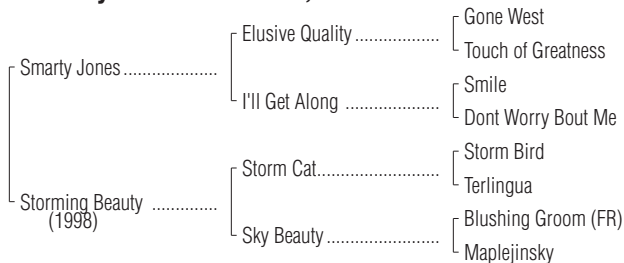 Gone West
Elusive Quality ..................
Touch of Greatness
Smarty Jones ....................
Smile
I'll Get Along ....................
Dont Worry Bout Me
Storm Bird
Storm Cat..........................
Terlingua
Storming Beauty ..............
(1998)
Blushing Groom (FR)
Sky Beauty ........................
Maplejinsky